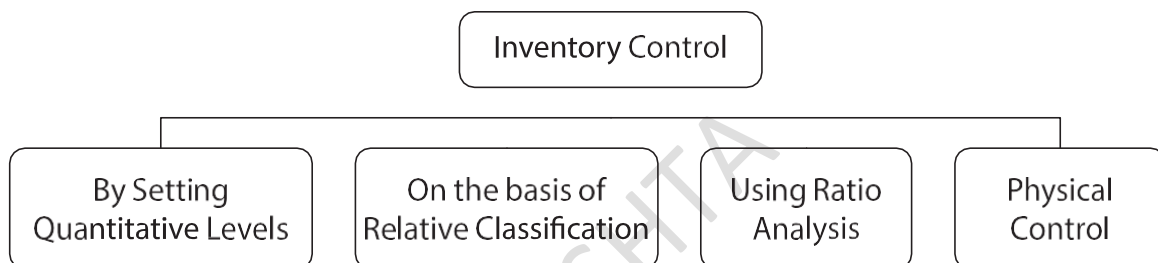 Inventory Control
By Setting
Quantitative Levels
On the basis of
Relative Classification
Using Ratio
Analysis
Physical
Control